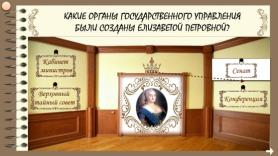 КАКИЕ ОРГАНЫ ГОСУДАРСТВЕННОГО УПРАВЛЕНИЯ
БЫЛИ СОЗДАНЫ ЕЛИЗАВЕТОЙ ПЕТРОВНОЙ?
Кабинет
министров
Сенат
Верховный
тайный совет
Конференция